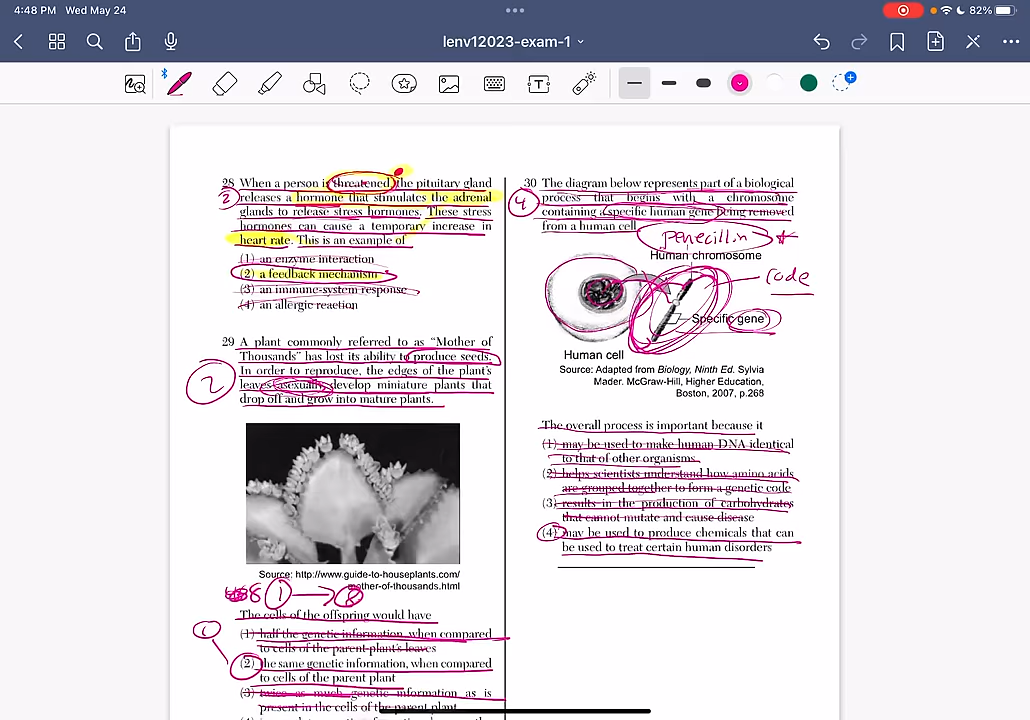 4:48 PM Wed May 24
82%
lenv12023-exam-1
28 When a person is threatened, the pituitary gland
2 releases a hormone that stimulates the adrenal
glands to release stress hormones. These stress
hormones can cause a temporary increase in
heart rate. This is an example of
(1) an enzyme interaction
(2) a feedback mechanism
(3) an immune-system response
(4) an allergic reaction
29 A plant commonly referred to as “Mother of
Thousands” has lost its ability to produce seeds.
In order to reproduce, the edges of the plant’s
2 leaves asexually develop miniature plants that
drop off and grow into mature plants.
Source: http://www.guide-to-houseplants.com/
mother-of-thousands.html
8 1 → 8
The cells of the offspring would have
(1) half the genetic information, when compared
to cells of the parent plant’s leaves
(2) the same genetic information, when compared
to cells of the parent plant
(3) twice as much genetic information as is
present in the cells of the parent plant
30 The diagram below represents part of a biological
4 process that begins with a chromosome
containing a specific human gene being removed
from a human cell.
penecillin
Human chromosome
code
Specific gene
Human cell
Source: Adapted from Biology, Ninth Ed. Sylvia
Mader. McGraw-Hill, Higher Education,
Boston, 2007, p.268
The overall process is important because it
(1) may be used to make human DNA identical
to that of other organisms
(2) helps scientists understand how amino acids
are grouped together to form a genetic code
(3) results in the production of carbohydrates
that cannot mutate and cause disease
(4) may be used to produce chemicals that can
be used to treat certain human disorders